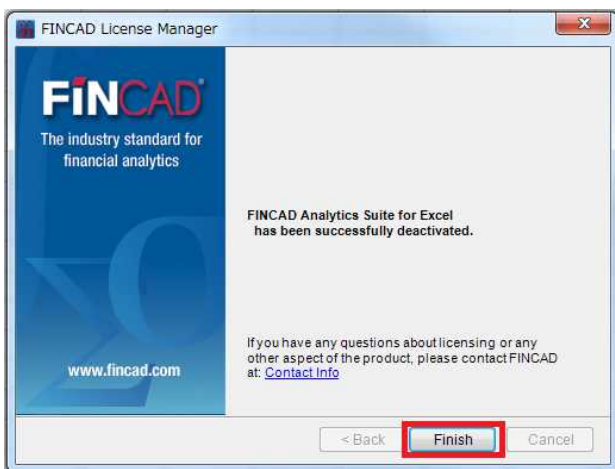 FINCAD License Manager
FiNCAD®
The industry standard for
financial analytics
FINCAD Analytics Suite for Excel
has been successfully deactivated.
If you have any questions about licensing or any
other aspect of the product, please contact FINCAD
at: Contact Info
www.fincad.com
< Back
Finish
Cancel